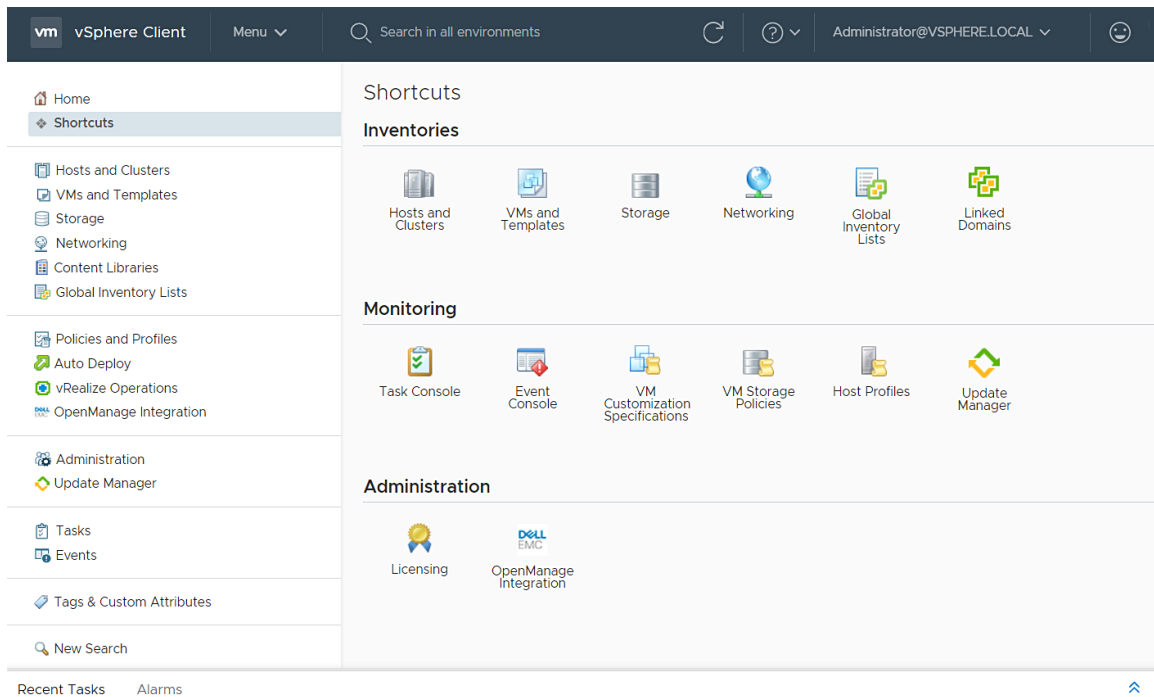 vm vSphere Client Menu Search in all environments Administrator@VSPHERE.LOCAL
Home
Shortcuts
Hosts and Clusters
VMs and Templates
Storage
Networking
Content Libraries
Global Inventory Lists
Policies and Profiles
Auto Deploy
vRealize Operations
DELL EMC OpenManage Integration
Administration
Update Manager
Tasks
Events
Tags & Custom Attributes
New Search
Shortcuts
Inventories
Hosts and
Clusters
VMs and
Templates
Storage
Networking
Global
Inventory
Lists
Linked
Domains
Monitoring
Task Console
Event
Console
VM
Customization
Specifications
VM Storage
Policies
Host Profiles
Update
Manager
Administration
Licensing
DELL
EMC
OpenManage
Integration
Recent Tasks Alarms